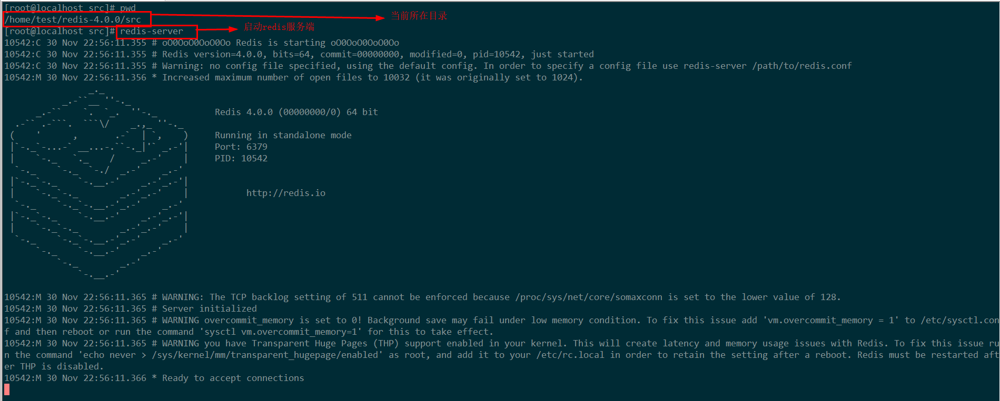 [root@localhost src]# pwd
/home/test/redis-4.0.0/src 当前所在目录
[root@localhost src]# redis-server 启动redis服务端
10542:C 30 Nov 22:56:11.355 # oO0OoO0OoO0Oo Redis is starting oO0OoO0OoO0Oo
10542:C 30 Nov 22:56:11.355 # Redis version=4.0.0, bits=64, commit=00000000, modified=0, pid=10542, just started
10542:C 30 Nov 22:56:11.355 # Warning: no config file specified, using the default config. In order to specify a config file use redis-server /path/to/redis.conf
10542:M 30 Nov 22:56:11.356 * Increased maximum number of open files to 10032 (it was originally set to 1024).
Redis 4.0.0 (00000000/0) 64 bit
Running in standalone mode
Port: 6379
PID: 10542
http://redis.io
10542:M 30 Nov 22:56:11.365 # WARNING: The TCP backlog setting of 511 cannot be enforced because /proc/sys/net/core/somaxconn is set to the lower value of 128.
10542:M 30 Nov 22:56:11.365 # Server initialized
10542:M 30 Nov 22:56:11.365 # WARNING overcommit_memory is set to 0! Background save may fail under low memory condition. To fix this issue add 'vm.overcommit_memory = 1' to /etc/sysctl.con
f and then reboot or run the command 'sysctl vm.overcommit_memory=1' for this to take effect.
10542:M 30 Nov 22:56:11.365 # WARNING you have Transparent Huge Pages (THP) support enabled in your kernel. This will create latency and memory usage issues with Redis. To fix this issue ru
n the command 'echo never > /sys/kernel/mm/transparent_hugepage/enabled' as root, and add it to your /etc/rc.local in order to retain the setting after a reboot. Redis must be restarted aft
er THP is disabled.
10542:M 30 Nov 22:56:11.366 * Ready to accept connections